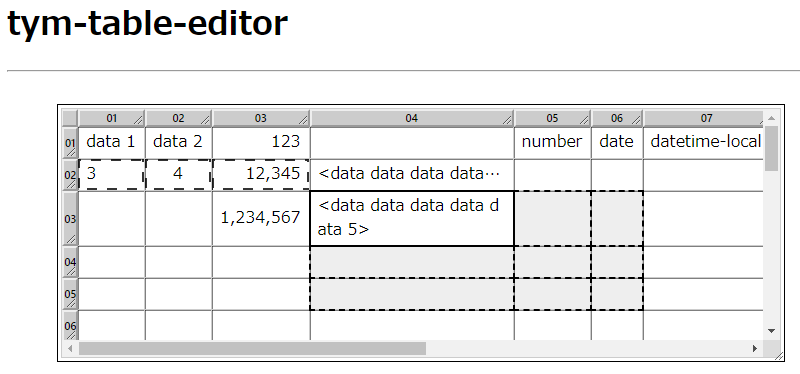 tym-table-editor
01 02 03 04 05 06 07
01 data 1 data 2 123 number date datetime-local
02 3 4 12,345 <data data data data…
03 1,234,567 <data data data data d
ata 5>
04
05
06